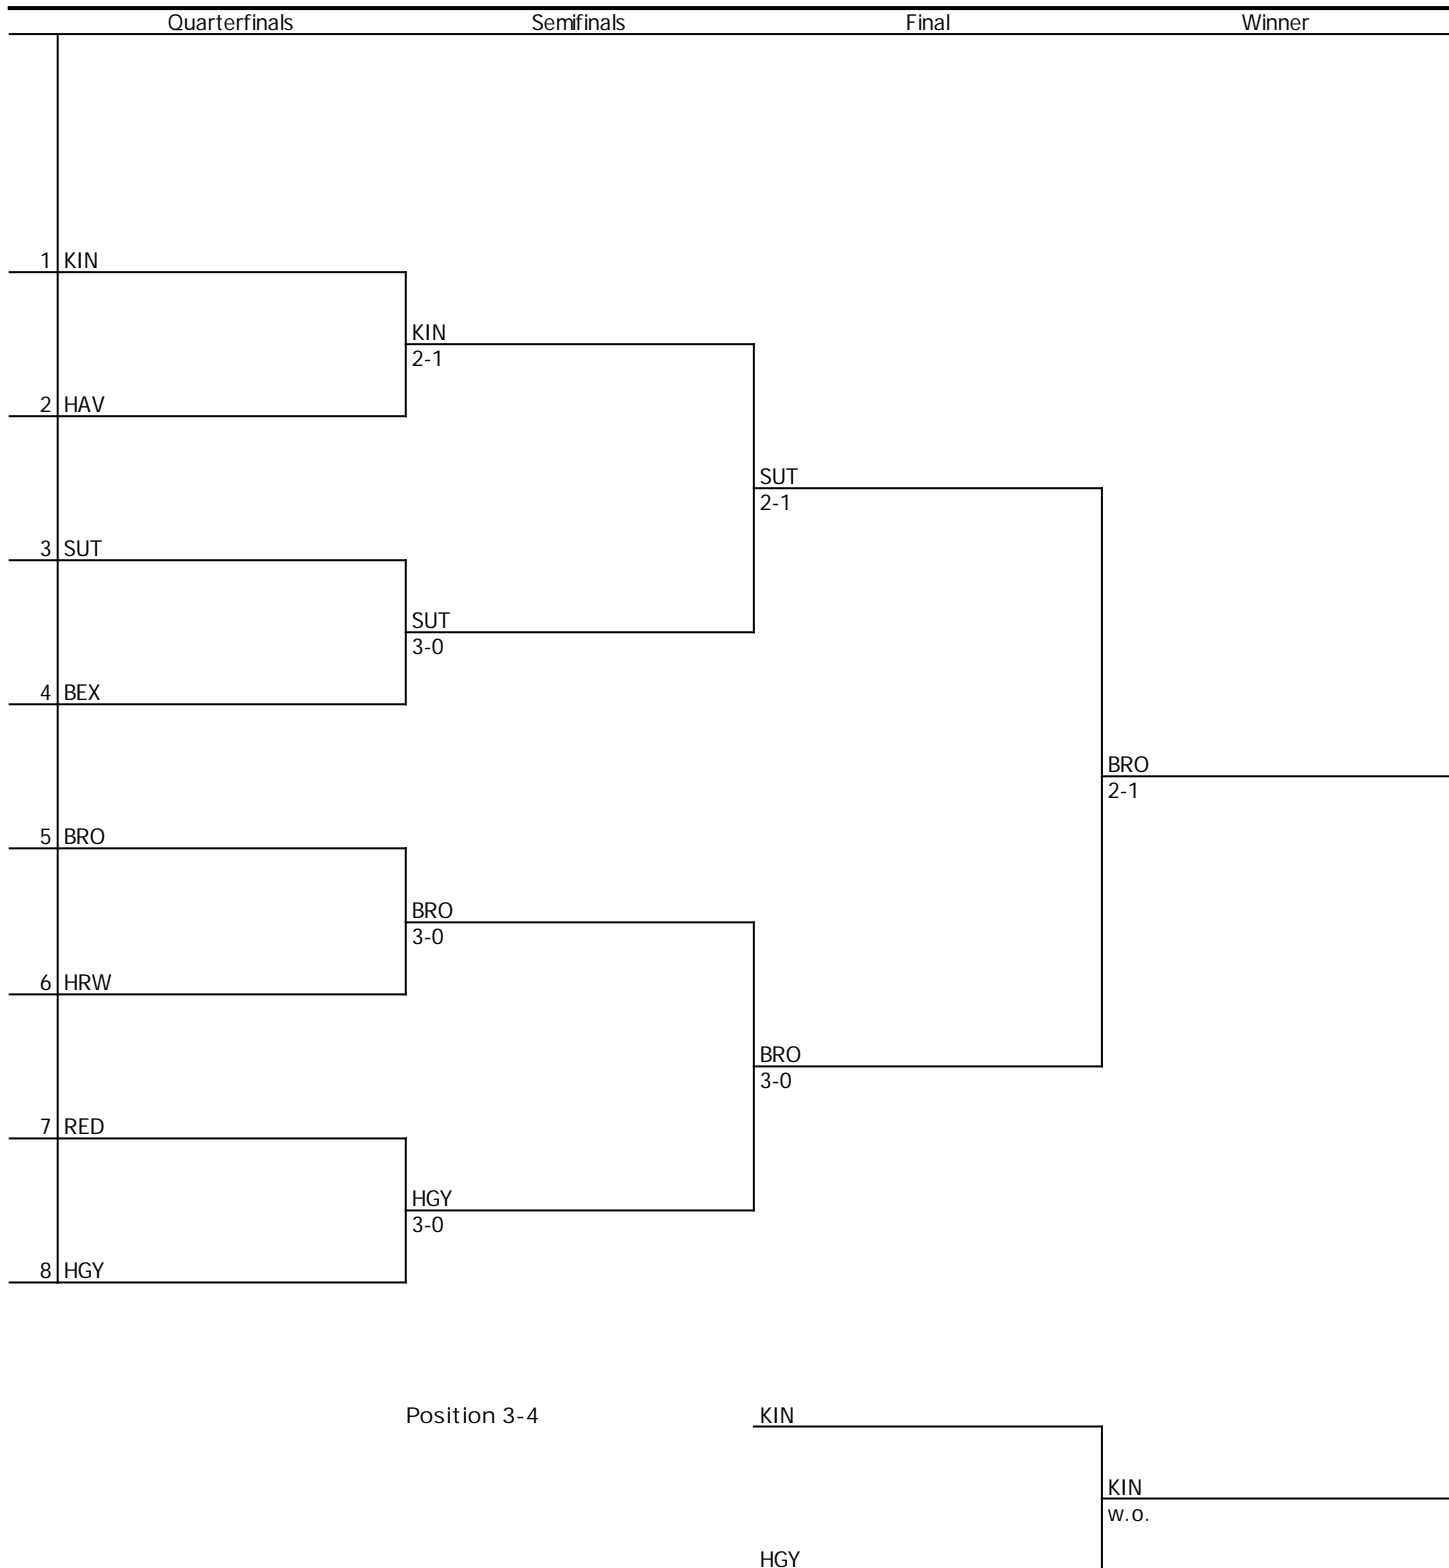 Quarterfinals Semifinals Final Winner
1 KIN
KIN
2-1
2 HAV
SUT
2-1
3 SUT
SUT
3-0
4 BEX
BRO
2-1
5 BRO
BRO
3-0
6 HRW
BRO
3-0
7 RED
HGY
3-0
8 HGY
Position 3-4 KIN
KIN
w.o.
HGY